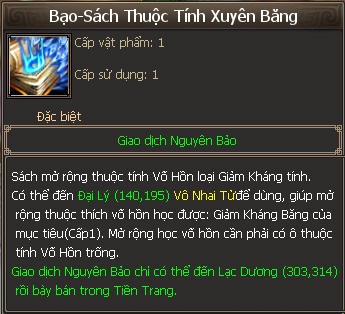 Bạo-Sách Thuộc Tính Xuyên Băng
Cấp vật phẩm: 1
Cấp sử dụng: 1
Đặc biệt
Giao dịch Nguyên Bảo
Sách mở rộng thuộc tính Võ Hồn loại Giảm Kháng tính.
Có thể đến Đại Lý (140,195) Vô Nhai Tử để dùng, giúp mở
rộng thuộc thích võ hồn học được: Giảm Kháng Băng của
mục tiêu(Cấp1). Mở rộng học võ hồn cần phải có ô thuộc
tính Võ Hồn trống.
Giao dịch Nguyên Bảo chỉ có thể đến Lạc Dương (303,314)
rồi bày bán trong Tiền Trang.